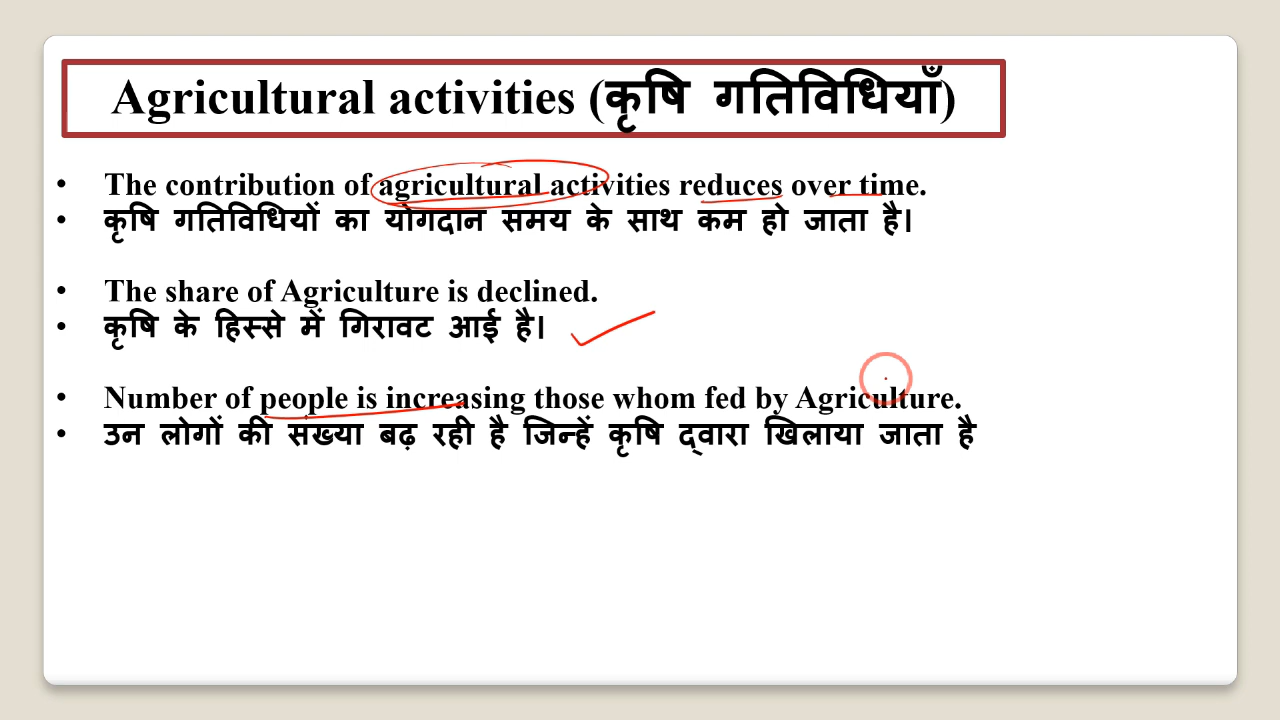 Agricultural activities (कृषि गतिविधियाँ)
• The contribution of agricultural activities reduces over time.
• कृषि गतिविधियों का योगदान समय के साथ कम हो जाता है।
• The share of Agriculture is declined.
• कृषि के हिस्से में गिरावट आई है।
• Number of people is increasing those whom fed by Agriculture.
• उन लोगों की संख्या बढ़ रही है जिन्हें कृषि द्वारा खिलाया जाता है